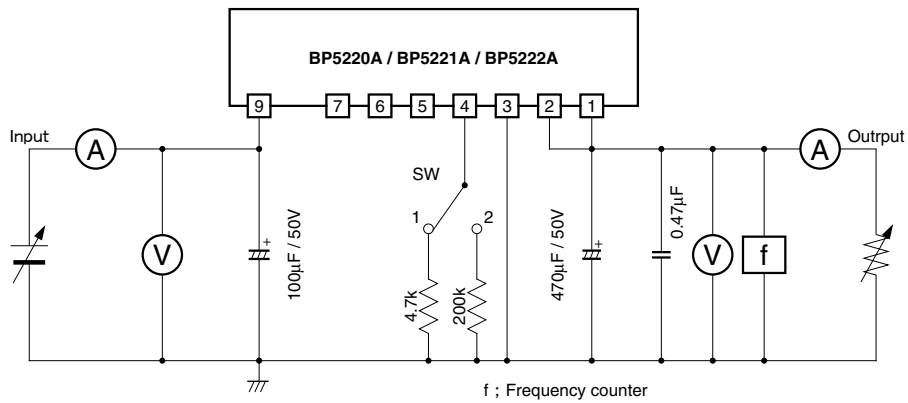 BP5220A / BP5221A / BP5222A
9 7 6 5 4 3 2 1
Input
A
A
Outrput
SW
1
2
V
100µF / 50V
+
4.7k
200k
470µF / 50V
+
0.47µF
V
f
f ; Frequency counter